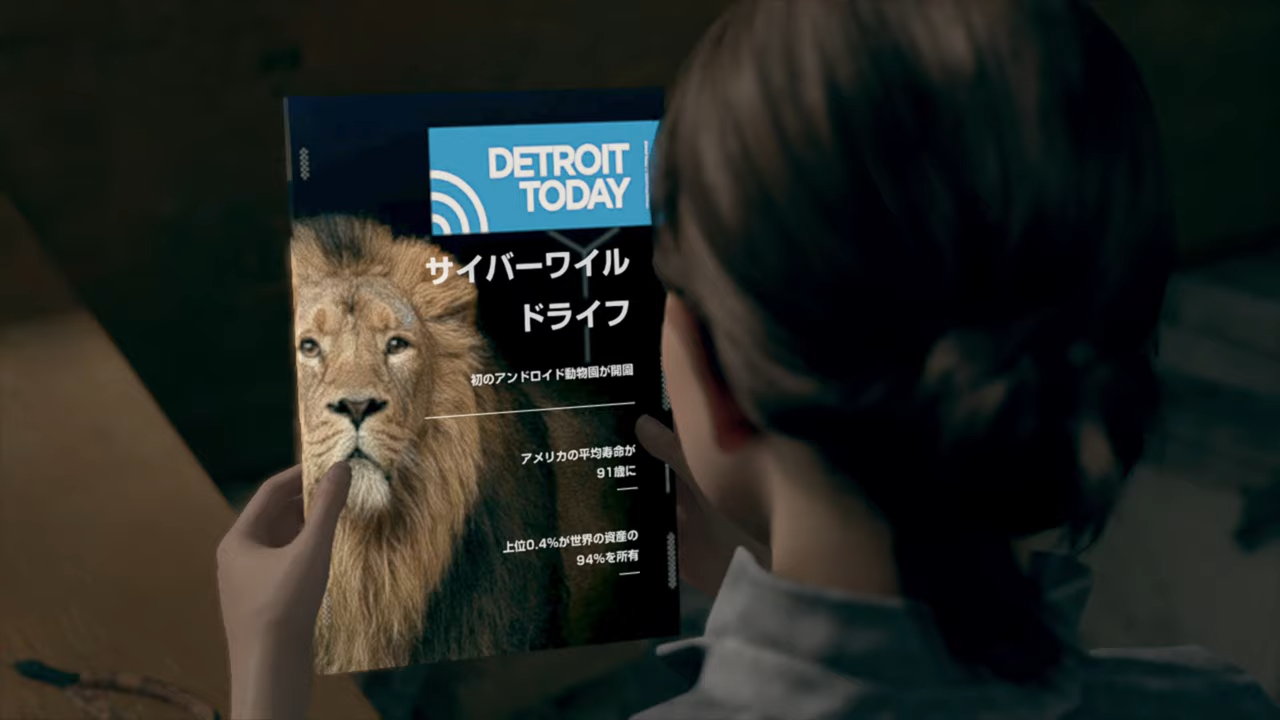 DETROIT
TODAY
サイバーワイル
ドライフ
初のアンドロイド動物園が開園
アメリカの平均寿命が
91歳に
上位0.4%が世界の資産の
94%を所有